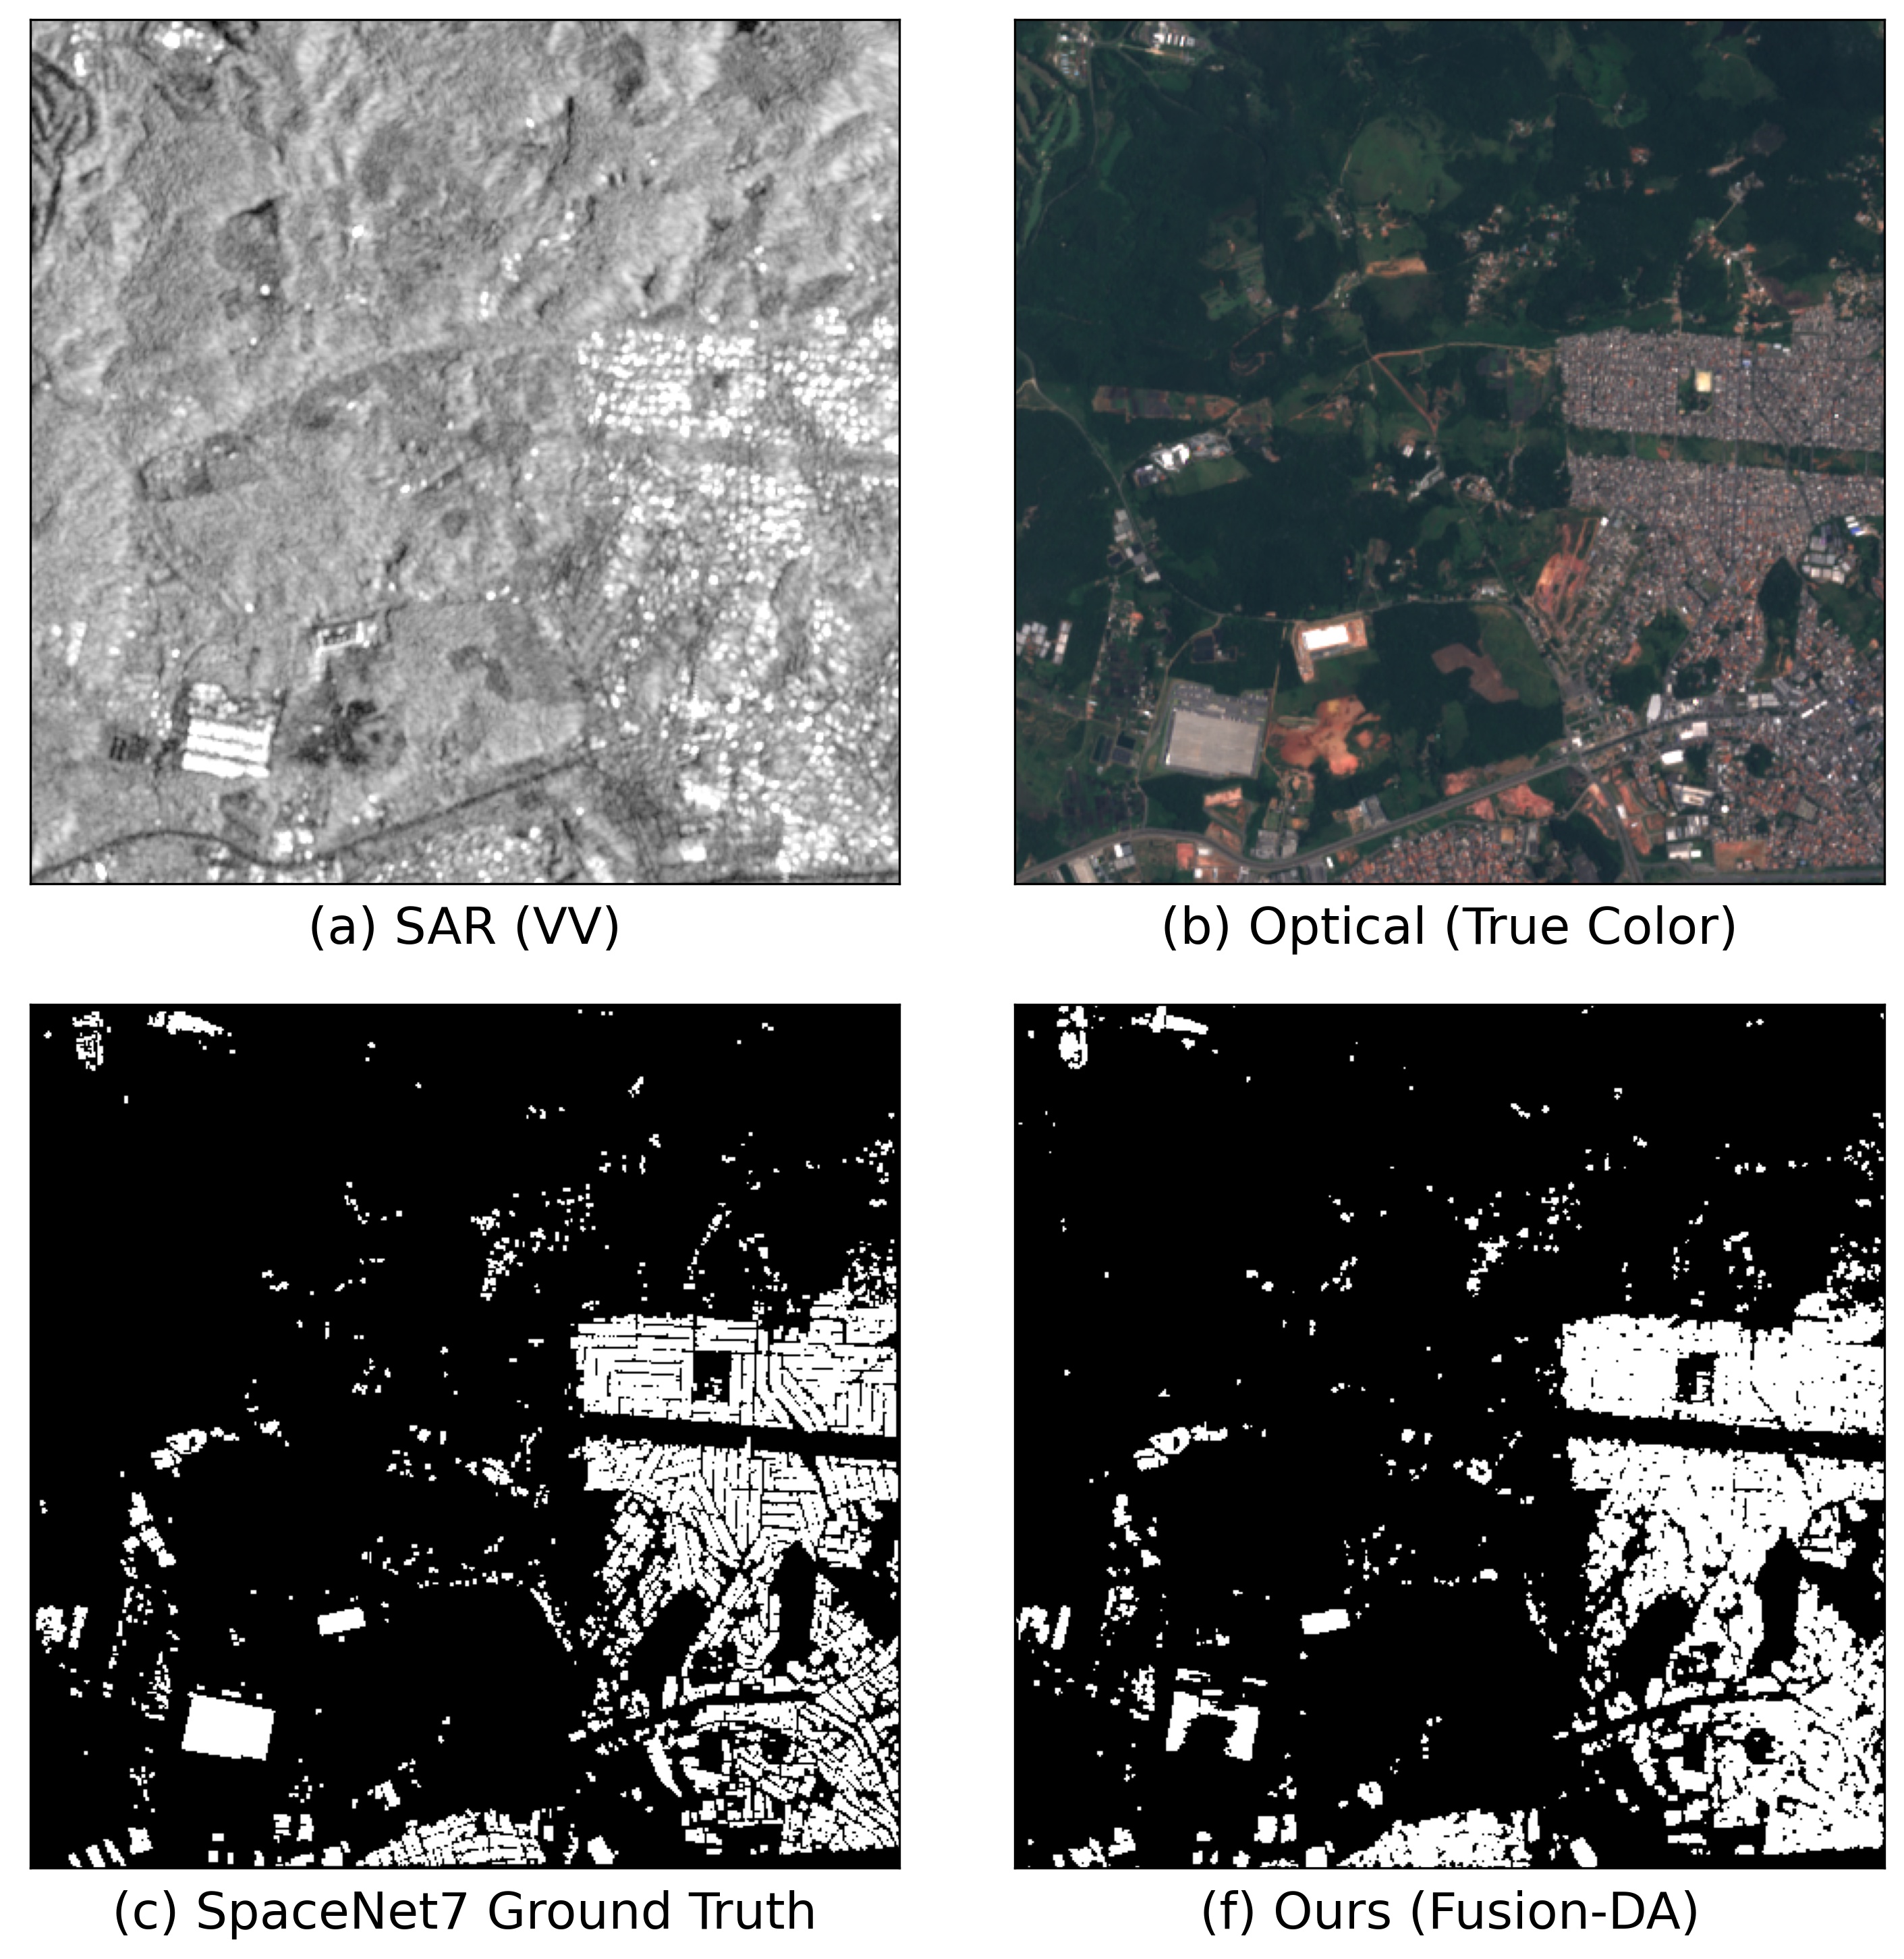 (a) SAR (VV)
(b) Optical (True Color)
(c) SpaceNet7 Ground Truth
(f) Ours (Fusion-DA)